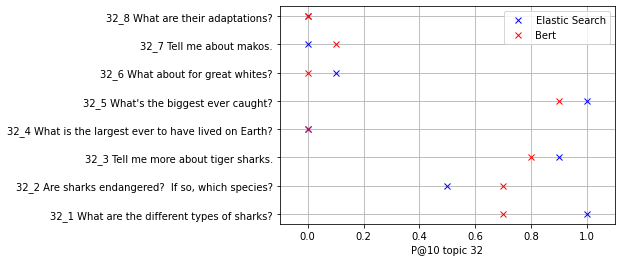 32_8 What are their adaptations?
Elastic Search
Bert
32_7 Tell me about makos.
32_6 What about for great whites?
32_5 What's the biggest ever caught?
32_4 What is the largest ever to have lived on Earth?
32_3 Tell me more about tiger sharks.
32_2 Are sharks endangered?  If so, which species?
32_1 What are the different types of sharks?
0.0 0.2 0.4 0.6 0.8 1.0
P@10 topic 32